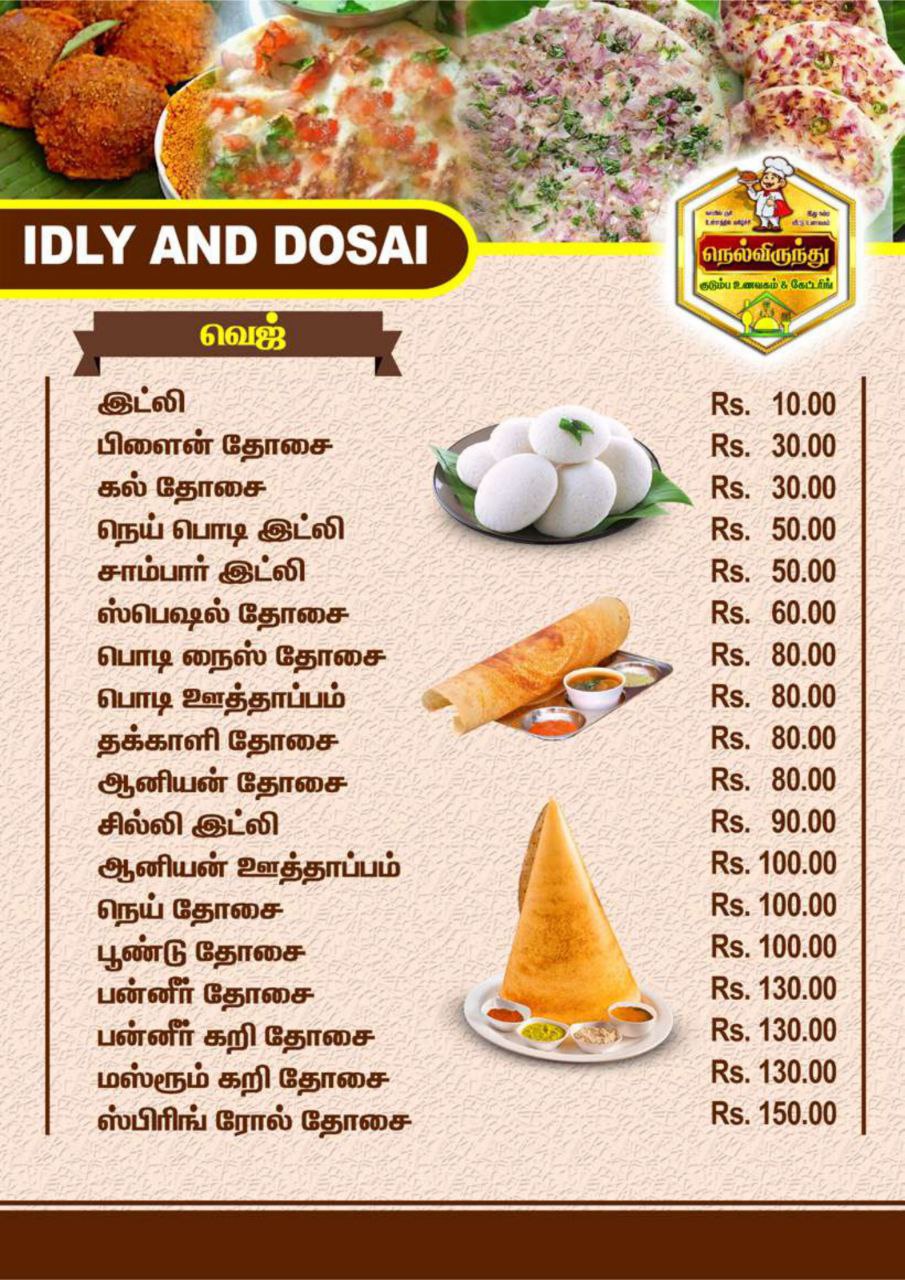 IDLY AND DOSAI
நெல்விருந்து
குடும்ப உணவகம் & கேட்டரிங்
வெஜ்
இட்லி Rs. 10.00
பிளைன் தோசை Rs. 30.00
கல் தோசை Rs. 30.00
நெய் பொடி இட்லி Rs. 50.00
சாம்பார் இட்லி Rs. 50.00
ஸ்பெஷல் தோசை Rs. 60.00
பொடி நைஸ் தோசை Rs. 80.00
பொடி ஊத்தாப்பம் Rs. 80.00
தக்காளி தோசை Rs. 80.00
ஆனியன் தோசை Rs. 80.00
சில்லி இட்லி Rs. 90.00
ஆனியன் ஊத்தாப்பம் Rs. 100.00
நெய் தோசை Rs. 100.00
பூண்டு தோசை Rs. 100.00
பன்னீர் தோசை Rs. 130.00
பன்னீர் கறி தோசை Rs. 130.00
மஸ்ரூம் கறி தோசை Rs. 130.00
ஸ்பிரிங் ரோல் தோசை Rs. 150.00